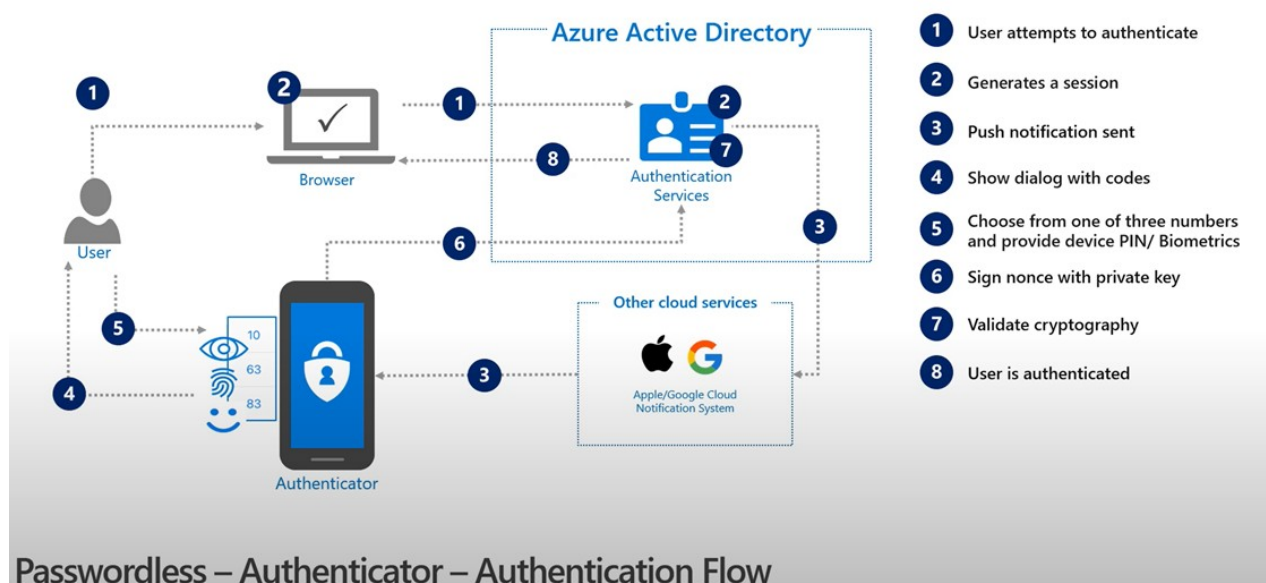 Azure Active Directory
1
2
1
2
7
8
Browser
Authentication
Services
User
6
3
5
10
63
83
4
3
Authenticator
Other cloud services
Apple/Google Cloud
Notification System
1 User attempts to authenticate
2 Generates a session
3 Push notification sent
4 Show dialog with codes
5 Choose from one of three numbers
and provide device PIN/ Biometrics
6 Sign nonce with private key
7 Validate cryptography
8 User is authenticated
Passwordless – Authenticator – Authentication Flow